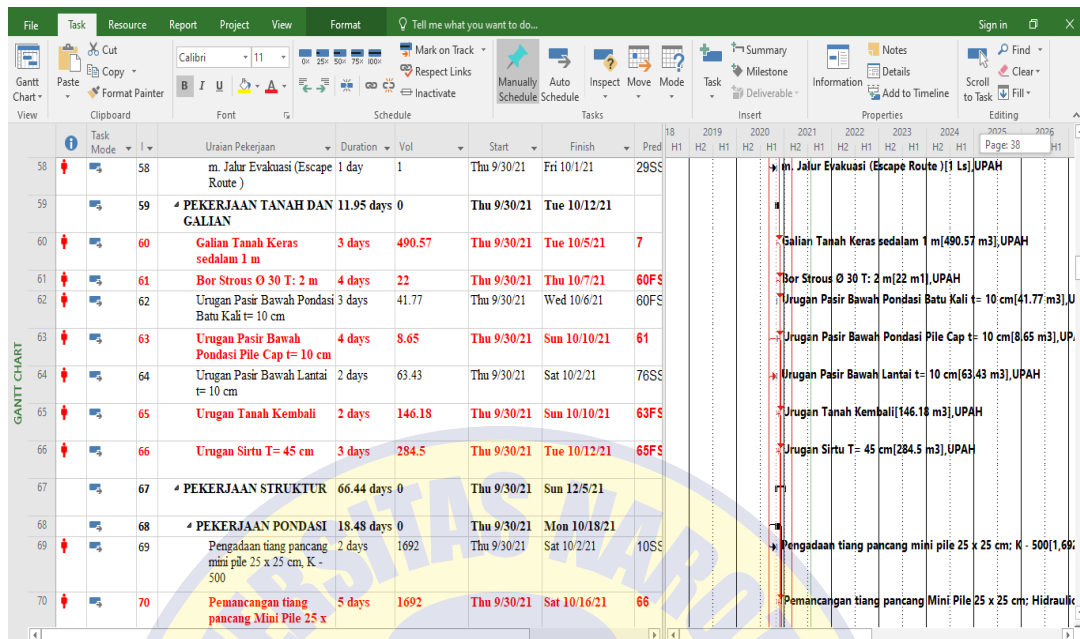 File Task Resource Report Project View Format Tell me what you want to do... Sign in
Gantt Chart
Paste
Cut
Copy
Format Painter
Calibri 11
B I U A
0% 25% 50% 75% 100%
Mark on Track
Respect Links
Inactivate
Manually Schedule
Auto Schedule
Inspect Move Mode
Task
Summary
Milestone
Deliverable
Information
Notes
Details
Add to Timeline
Scroll to Task
Find
Clear
Fill
View Clipboard Font Schedule Tasks Insert Properties Editing
Task Mode Uraian Pekerjaan Duration Vol Start Finish Pred
18 2019 2020 2021 2022 2023 2024 2025 2026
H1 H2 H1 H2 H1 H2 H1 H2 H1 H2 H1 H2 H1 H1
Page: 38
GANTT CHART
58 58 m. Jalur Evakuasi (Escape 1 day 1 Thu 9/30/21 Fri 10/1/21 29SS m. Jalur Evakuasi (Escape Route )[1 Ls],UPAH
Route )
59 59 PEKERJAAN TANAH DAN 11.95 days 0 Thu 9/30/21 Tue 10/12/21
GALIAN
60 60 Galian Tanah Keras 3 days 490.57 Thu 9/30/21 Tue 10/5/21 7 Galian Tanah Keras sedalam 1 m[490.57 m3],UPAH
sedalam 1 m
61 61 Bor Strous Ø 30 T: 2 m 4 days 22 Thu 9/30/21 Thu 10/7/21 60FS Bor Strous Ø 30 T: 2 m[22 m1],UPAH
62 62 Urugan Pasir Bawah Pondasi 3 days 41.77 Thu 9/30/21 Wed 10/6/21 60FS Urugan Pasir Bawah Pondasi Batu Kali t= 10 cm[41.77 m3],U
Batu Kali t= 10 cm
63 63 Urugan Pasir Bawah 4 days 8.65 Thu 9/30/21 Sun 10/10/21 61 Urugan Pasir Bawah Pondasi Pile Cap t= 10 cm[8.65 m3],UP
Pondasi Pile Cap t= 10 cm
64 64 Urugan Pasir Bawah Lantai 2 days 63.43 Thu 9/30/21 Sat 10/2/21 76SS Urugan Pasir Bawah Lantai t= 10 cm[63.43 m3],UPAH
t= 10 cm
65 65 Urugan Tanah Kembali 2 days 146.18 Thu 9/30/21 Sun 10/10/21 63FS Urugan Tanah Kembali[146.18 m3],UPAH
66 66 Urugan Sirtu T= 45 cm 3 days 284.5 Thu 9/30/21 Tue 10/12/21 65FS Urugan Sirtu T= 45 cm[284.5 m3],UPAH
67 67 PEKERJAAN STRUKTUR 66.44 days 0 Thu 9/30/21 Sun 12/5/21
68 68 PEKERJAAN PONDASI 18.48 days 0 Thu 9/30/21 Mon 10/18/21
69 69 Pengadaan tiang pancang 2 days 1692 Thu 9/30/21 Sat 10/2/21 10SS Pengadaan tiang pancang mini pile 25 x 25 cm; K - 500[1,692
mini pile 25 x 25 cm, K -
500
70 70 Pemancangan tiang 5 days 1692 Thu 9/30/21 Sat 10/16/21 66 Pemancangan tiang pancang Mini Pile 25 x 25 cm; Hidraulic
pancang Mini Pile 25 x